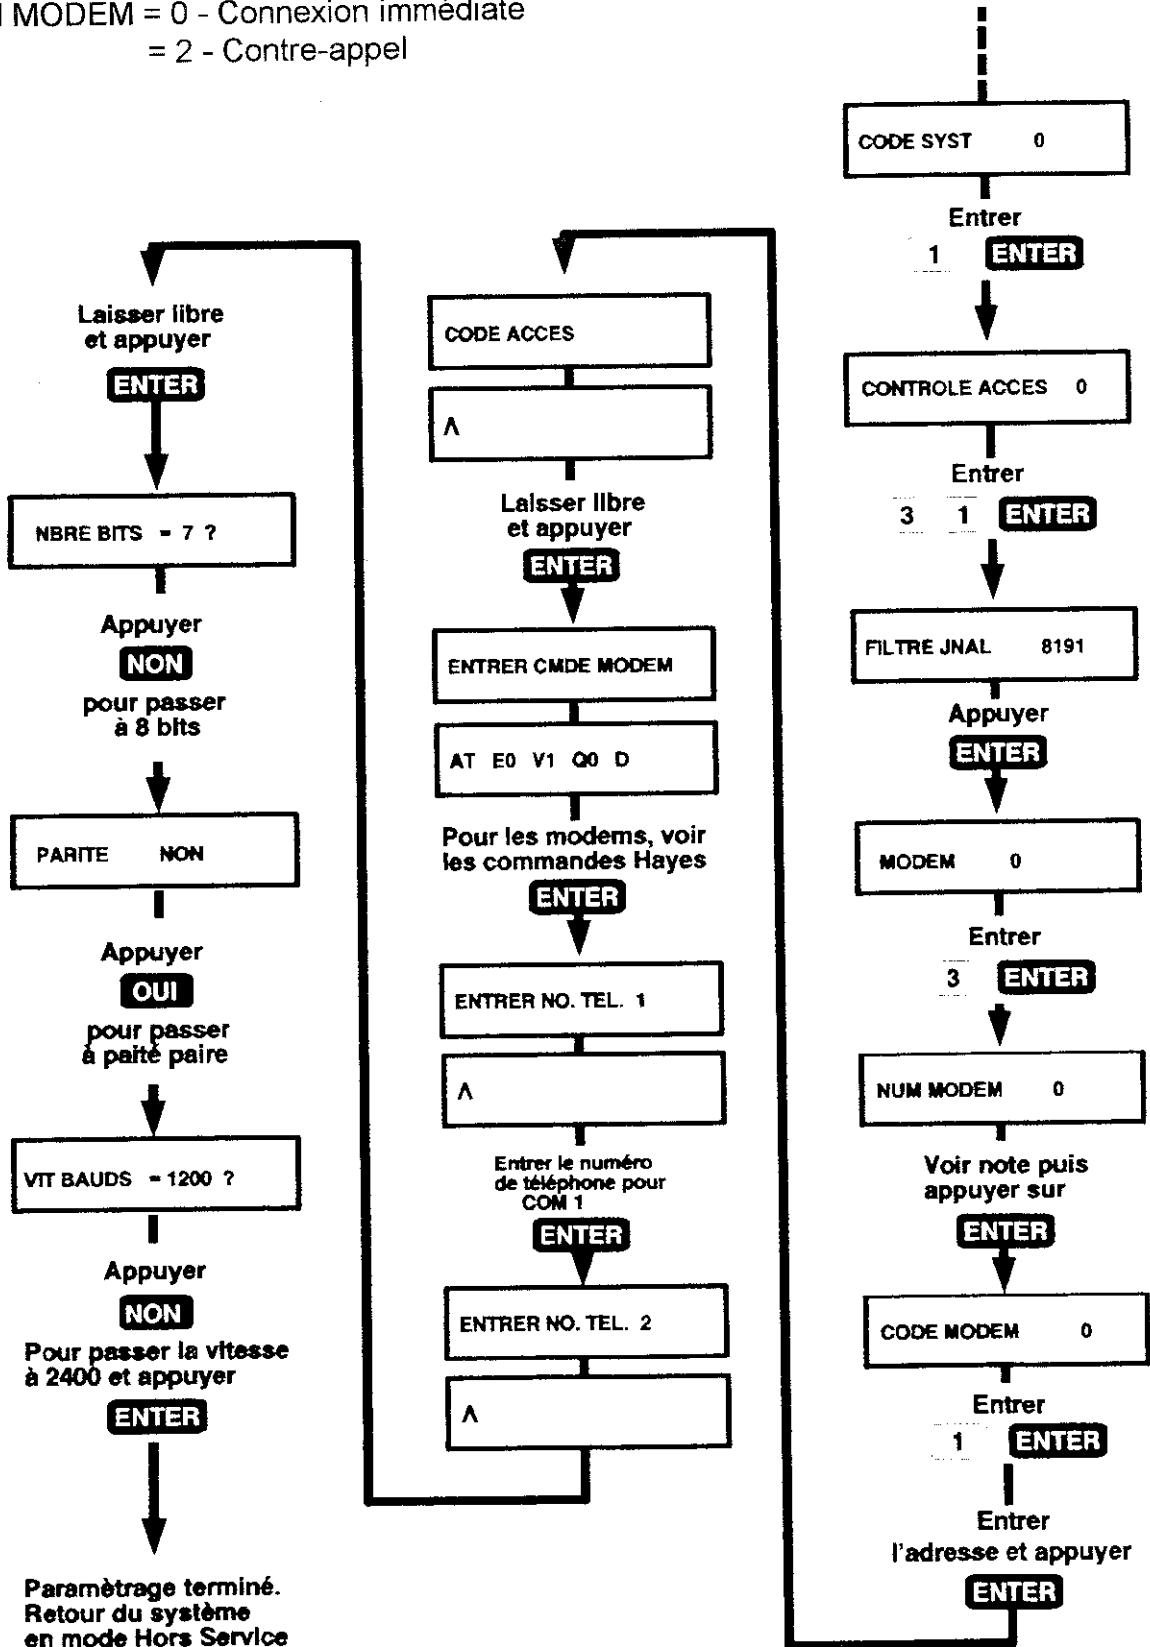 MODEM = 0 - Connexion immédiate
= 2 - Contre-appel
CODE SYST 0
Entrer
1 ENTER
CONTROLE ACCES 0
Entrer
3 1 ENTER
FILTRE JNAL 8191
Appuyer
ENTER
MODEM 0
Entrer
3 ENTER
NUM MODEM 0
Voir note puis
appuyer sur
ENTER
CODE MODEM 0
Entrer
1 ENTER
Entrer
l'adresse et appuyer
ENTER
CODE ACCES
Λ
Laisser libre
et appuyer
ENTER
ENTRER CMDE MODEM
AT E0 V1 Q0 D
Pour les modems, voir
les commandes Hayes
ENTER
ENTRER NO. TEL. 1
Λ
Entrer le numéro
de téléphone pour
COM 1
ENTER
ENTRER NO. TEL. 2
Λ
Laisser libre
et appuyer
ENTER
NBRE BITS = 7 ?
Appuyer
NON
pour passer
à 8 bits
PARITE NON
Appuyer
OUI
pour passer
à paité paire
VIT BAUDS = 1200 ?
Appuyer
NON
Pour passer la vitesse
à 2400 et appuyer
ENTER
Paramètrage terminé.
Retour du système
en mode Hors Service